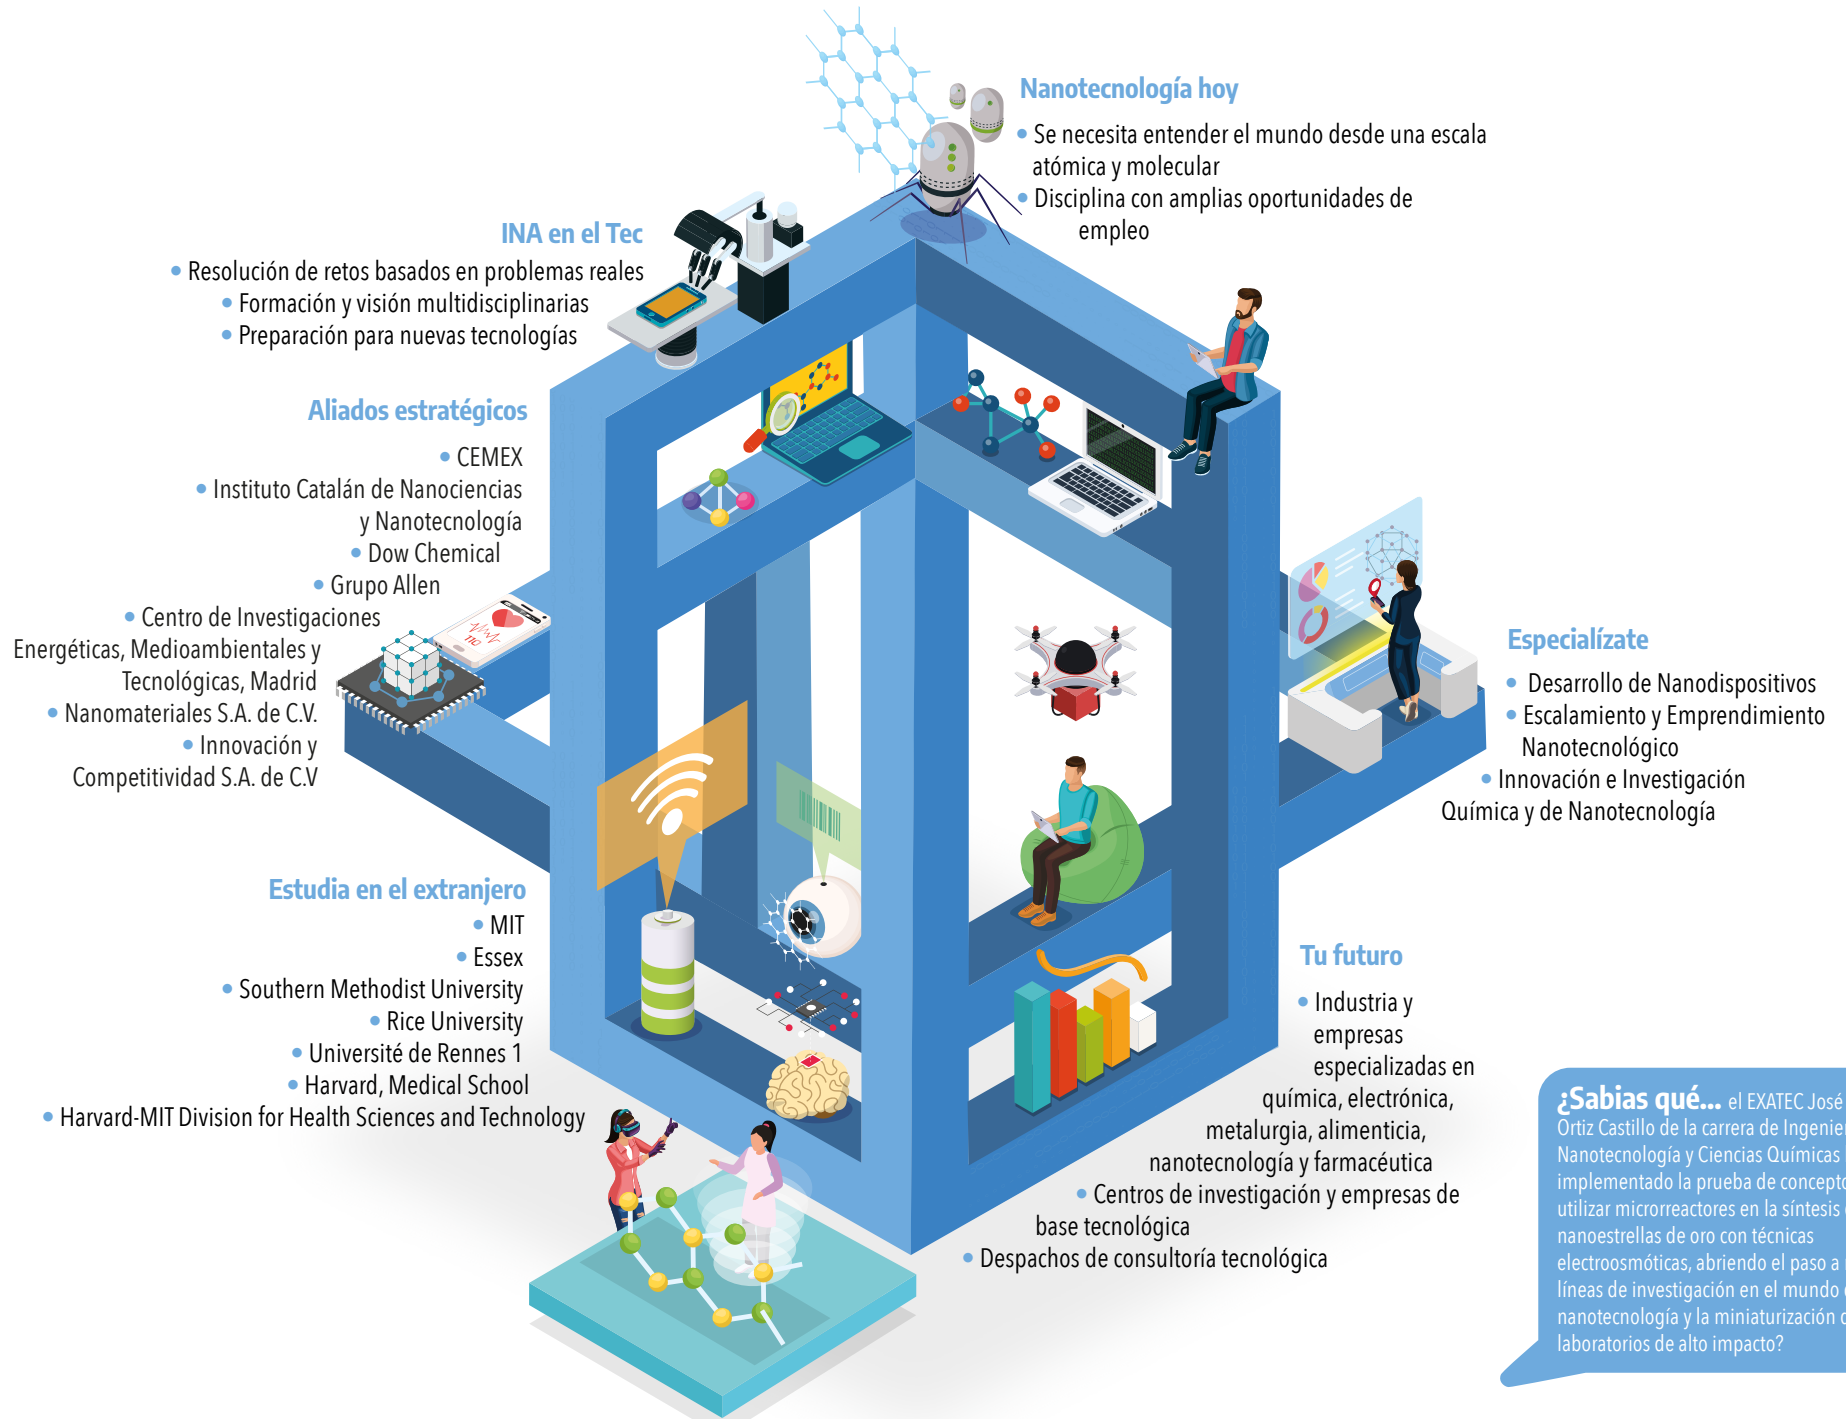 Nanotecnología hoy
• Se necesita entender el mundo desde una escala
atómica y molecular
• Disciplina con amplias oportunidades de
empleo
INA en el Tec
• Resolución de retos basados en problemas reales
• Formación y visión multidisciplinarias
• Preparación para nuevas tecnologías
Aliados estratégicos
• CEMEX
• Instituto Catalán de Nanociencias
y Nanotecnología
• Dow Chemical
• Grupo Allen
• Centro de Investigaciones
Energéticas, Medioambientales y
Tecnológicas, Madrid
• Nanomateriales S.A. de C.V.
• Innovación y
Competitividad S.A. de C.V
110
Especialízate
• Desarrollo de Nanodispositivos
• Escalamiento y Emprendimiento
Nanotecnológico
• Innovación e Investigación
Química y de Nanotecnología
Estudia en el extranjero
• MIT
• Essex
• Southern Methodist University
• Rice University
• Université de Rennes 1
• Harvard, Medical School
• Harvard-MIT Division for Health Sciences and Technology
Tu futuro
• Industria y
empresas
especializadas en
química, electrónica,
metalurgia, alimenticia,
nanotecnología y farmacéutica
• Centros de investigación y empresas de
base tecnológica
• Despachos de consultoría tecnológica
¿Sabias qué... el EXATEC José
Ortiz Castillo de la carrera de
Nanotecnología y Ciencias Químicas
implementado la prueba de concepto
utilizar microrreactores en la síntesis
nanoestrellas de oro con técnicas
electroosmóticas, abriendo el paso a
líneas de investigación en el mundo
nanotecnología y la miniaturización
laboratorios de alto impacto?